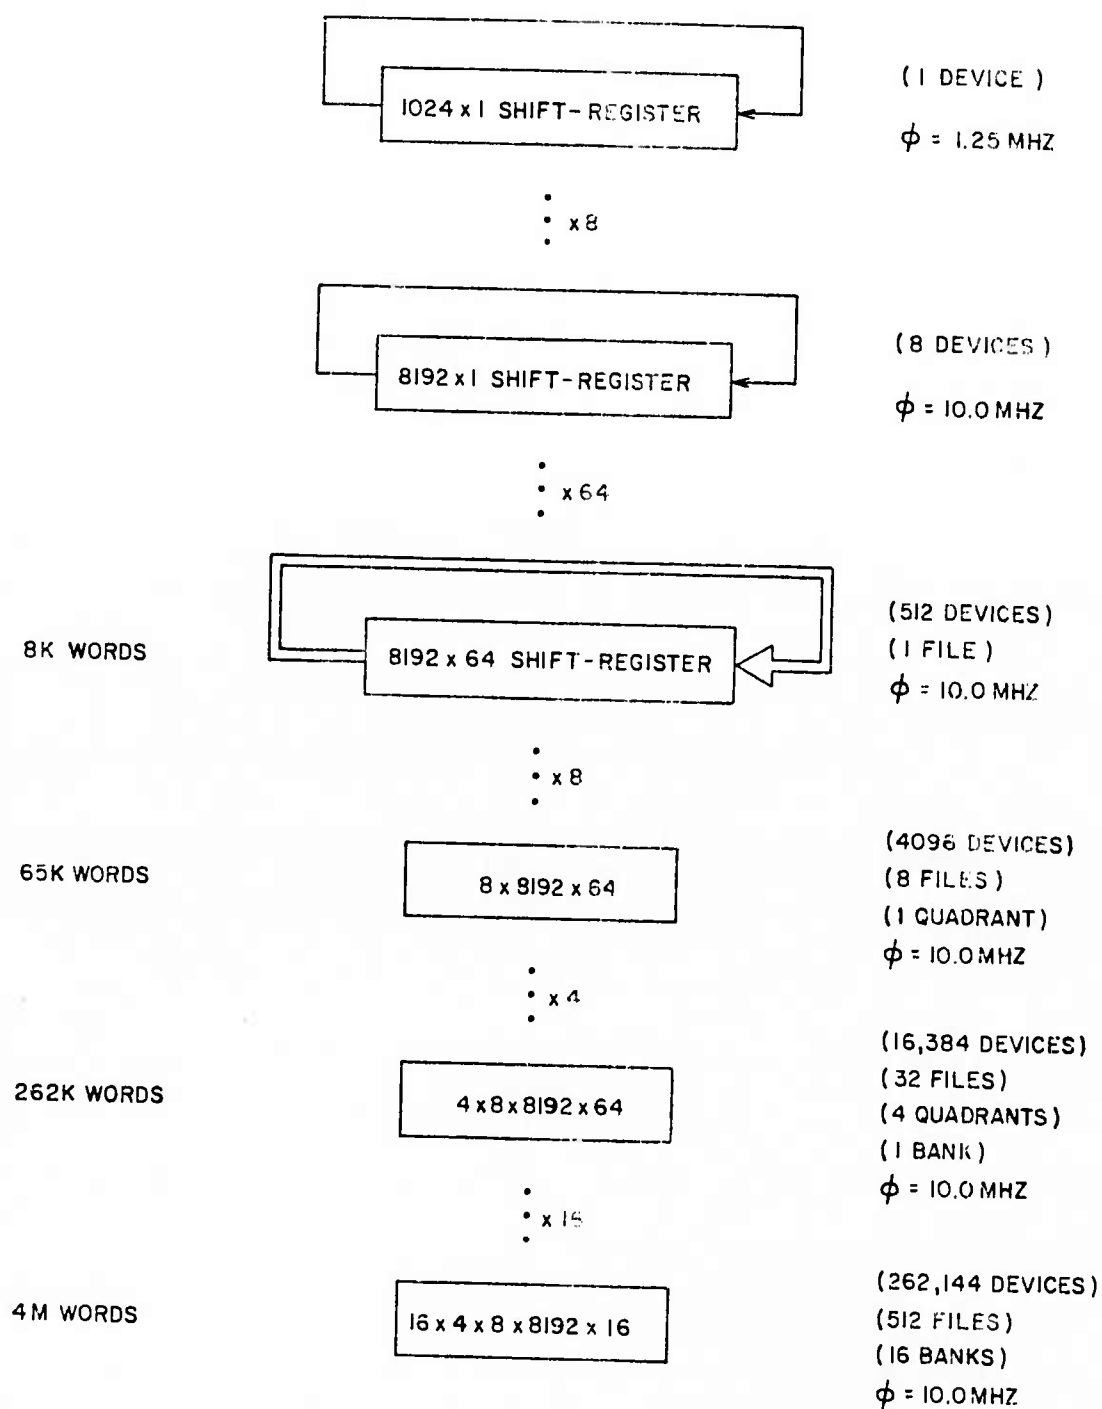 1024 x 1 SHIFT-REGISTER
(1 DEVICE)
ϕ = 1.25 MHZ
x 8
8192 x 1 SHIFT-REGISTER
(8 DEVICES)
ϕ = 10.0 MHZ
x 64
8K WORDS
8192 x 64 SHIFT-REGISTER
(512 DEVICES)
(1 FILE)
ϕ = 10.0 MHZ
x 8
65K WORDS
8 x 8192 x 64
(4096 DEVICES)
(8 FILES)
(1 QUADRANT)
ϕ = 10.0 MHZ
x 4
262K WORDS
4 x 8 x 8192 x 64
(16,384 DEVICES)
(32 FILES)
(4 QUADRANTS)
(1 BANK)
ϕ = 10.0 MHZ
x 16
4M WORDS
16 x 4 x 8 x 8192 x 16
(262,144 DEVICES)
(512 FILES)
(16 BANKS)
ϕ = 10.0 MHZ